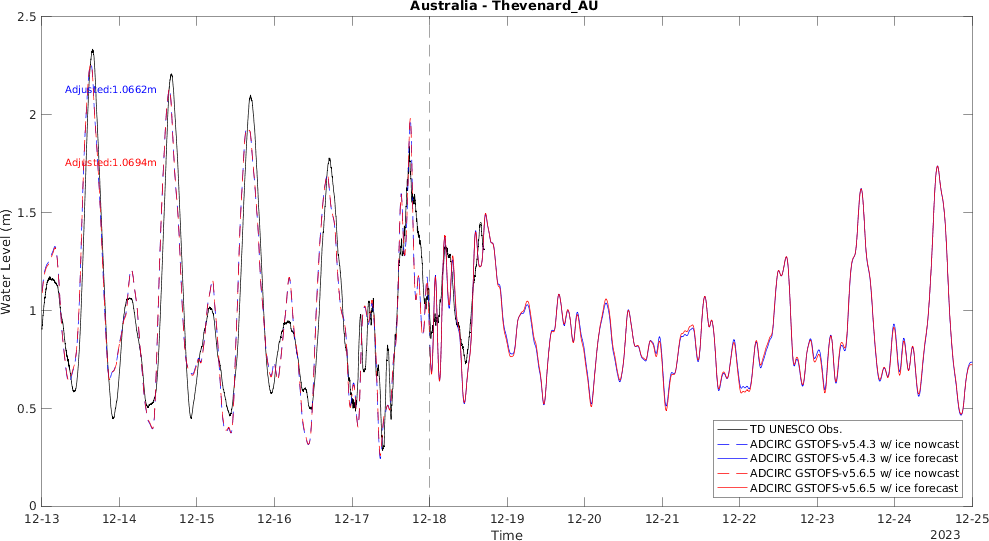 Australia - Thevenard_AU
2.5
2
1.5
1
0.5
0
Water Level (m)
Adjusted:1.0662m
Adjusted:1.0694m
TD UNESCO Obs.
ADCIRC GSTOFS-v5.4.3 w/ ice nowcast
ADCIRC GSTOFS-v5.4.3 w/ ice forecast
ADCIRC GSTOFS-v5.6.5 w/ ice nowcast
ADCIRC GSTOFS-v5.6.5 w/ ice forecast
12-13 12-14 12-15 12-16 12-17 12-18 12-19 12-20 12-21 12-22 12-23 12-24 12-25
Time
2023